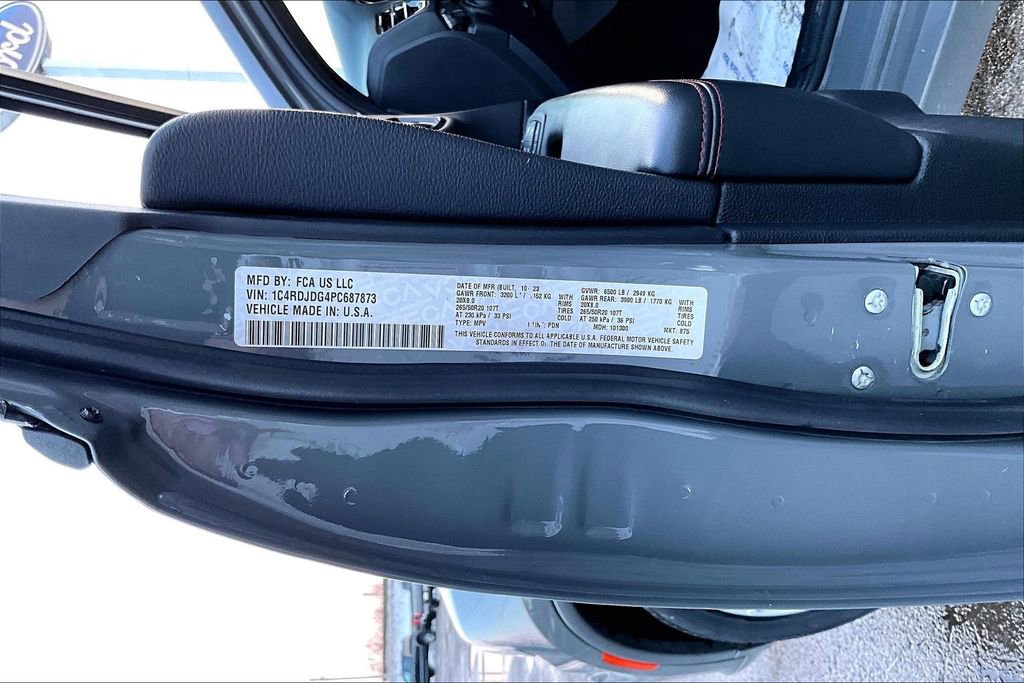 Ford
MFD BY: FCA US LLC
VIN: 1C4RDJDG4PC687873
VEHICLE MADE IN: U.S.A.
DATE OF MFR (BUILT, 10 23
GVWR: 6500 LB / 2949 KG
GAWR FRONT: 3200 L KG WITH
20X8.0 RIMS
265/50R20 107T TIRES
AT 230 kPa / 33 PSI COLD
GAWR REAR: 3900 LB / 1770 KG WITH
20X8.0 RIMS
265/50R20 107T TIRES
AT 250 kPa / 36 PSI COLD
TYPE: MPV PDN MDH: 101300 MKT: 875
THIS VEHICLE CONFORMS TO ALL APPLICABLE U.S.A. FEDERAL MOTOR VEHICLE SAFETY
STANDARDS IN EFFECT O THE DATE OF MANUFACTURE SHOWN ABOVE.